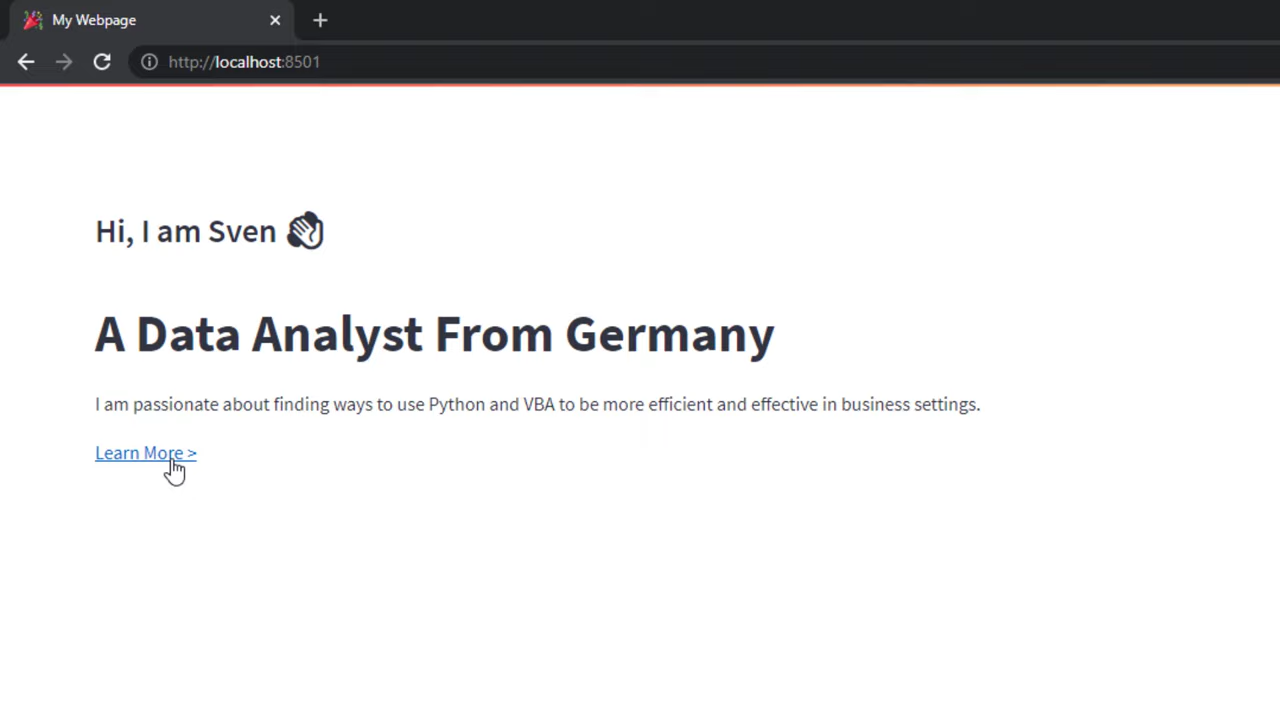 My Webpage
http://localhost:8501
Hi, I am Sven 👋
A Data Analyst From Germany
I am passionate about finding ways to use Python and VBA to be more efficient and effective in business settings.
Learn More >